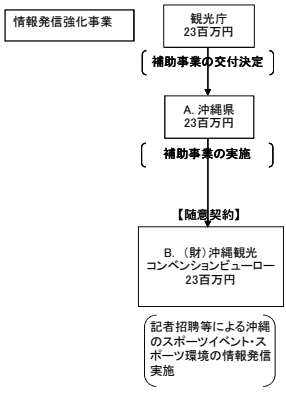 情報発信強化事業
観光庁
23百万円
補助事業の交付決定
A. 沖縄県
23百万円
補助事業の実施
【随意契約】
B. （財）沖縄観光
コンベンションビューロー
23百万円
記者招聘等による沖縄
のスポーツイベント・ス
ポーツ環境の情報発信
実施